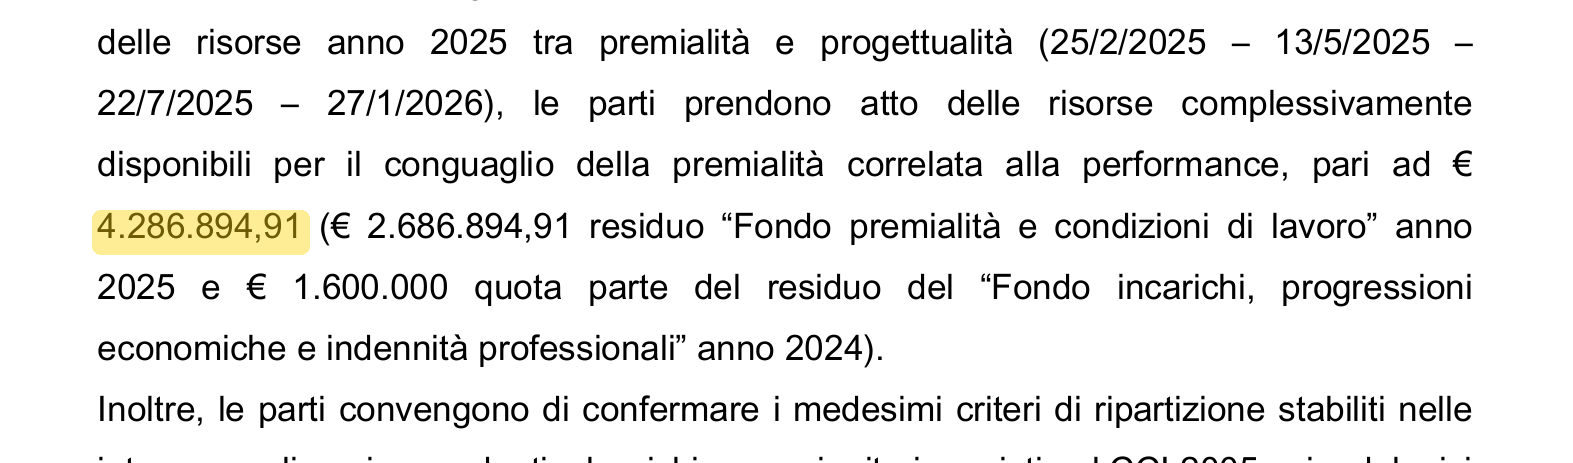 delle risorse anno 2025 tra premialità e progettualità (25/2/2025 – 13/5/2025 –
22/7/2025 – 27/1/2026), le parti prendono atto delle risorse complessivamente
disponibili per il conguaglio della premialità correlata alla performance, pari ad €
4.286.894,91 (€ 2.686.894,91 residuo “Fondo premialità e condizioni di lavoro” anno
2025 e € 1.600.000 quota parte del residuo del “Fondo incarichi, progressioni
economiche e indennità professionali” anno 2024).
Inoltre, le parti convengono di confermare i medesimi criteri di ripartizione stabiliti nelle